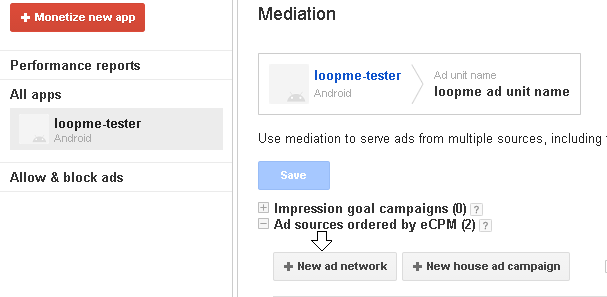 + Monetize new app
Performance reports
All apps
loopme-tester
Android
Allow & block ads
Mediation
loopme-tester
Android
Ad unit name
loopme ad unit name
Use mediation to serve ads from multiple sources, including
Save
Impression goal campaigns (0) ?
Ad sources ordered by eCPM (2) ?
+ New ad network
+ New house ad campaign